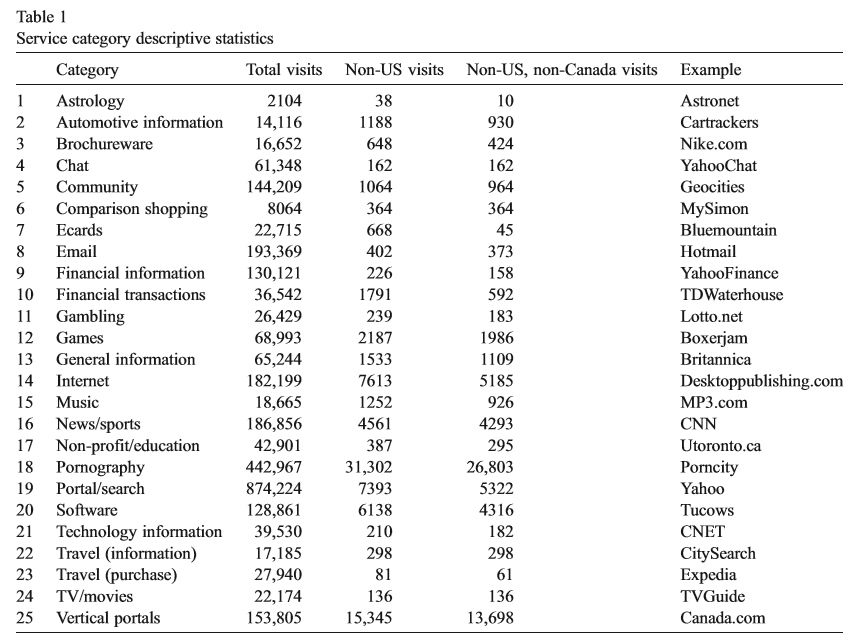 Table 1
Service category descriptive statistics
Category Total visits Non-US visits Non-US, non-Canada visits Example
1 Astrology 2104 38 10 Astronet
2 Automotive information 14,116 1188 930 Cartrackers
3 Brochureware 16,652 648 424 Nike.com
4 Chat 61,348 162 162 YahooChat
5 Community 144,209 1064 964 Geocities
6 Comparison shopping 8064 364 364 MySimon
7 Ecards 22,715 668 45 Bluemountain
8 Email 193,369 402 373 Hotmail
9 Financial information 130,121 226 158 YahooFinance
10 Financial transactions 36,542 1791 592 TDWaterhouse
11 Gambling 26,429 239 183 Lotto.net
12 Games 68,993 2187 1986 Boxerjam
13 General information 65,244 1533 1109 Britannica
14 Internet 182,199 7613 5185 Desktoppublishing.com
15 Music 18,665 1252 926 MP3.com
16 News/sports 186,856 4561 4293 CNN
17 Non-profit/education 42,901 387 295 Utoronto.ca
18 Pornography 442,967 31,302 26,803 Porncity
19 Portal/search 874,224 7393 5322 Yahoo
20 Software 128,861 6138 4316 Tucows
21 Technology information 39,530 210 182 CNET
22 Travel (information) 17,185 298 298 CitySearch
23 Travel (purchase) 27,940 81 61 Expedia
24 TV/movies 22,174 136 136 TVGuide
25 Vertical portals 153,805 15,345 13,698 Canada.com